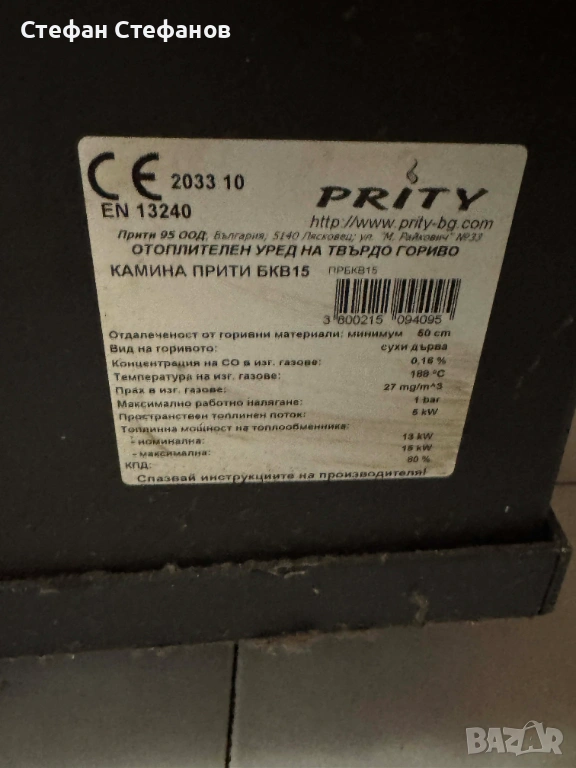 Стефан Стефанов
CE 2033 10
EN 13240
PRITY
http://www.prity-bg.com
Прити 95 ООД, България, 5140 Лясковец; ул. "М. Райкович" №33
ОТОПЛИТЕЛЕН УРЕД НА ТВЪРДО ГОРИВО
КАМИНА ПРИТИ БКВ15 ПРБКВ15
3 800215 094095
Отдалеченост от горивни материали: минимум 50 cm
Вид на горивото: сухи дърва
Концентрация на CO в изг. газове: 0,16 %
Температура на изг. газове: 188 °C
Прах в изг. газове: 27 mg/m^3
Максимално работно налягане: 1 bar
Пространствен топлинен поток: 5 kW
Топлинна мощност на топлообменника:
- номинална: 13 kW
- максимална: 15 kW
КПД: 80 %
Спазвай инструкциите на производителя!
BAZAR